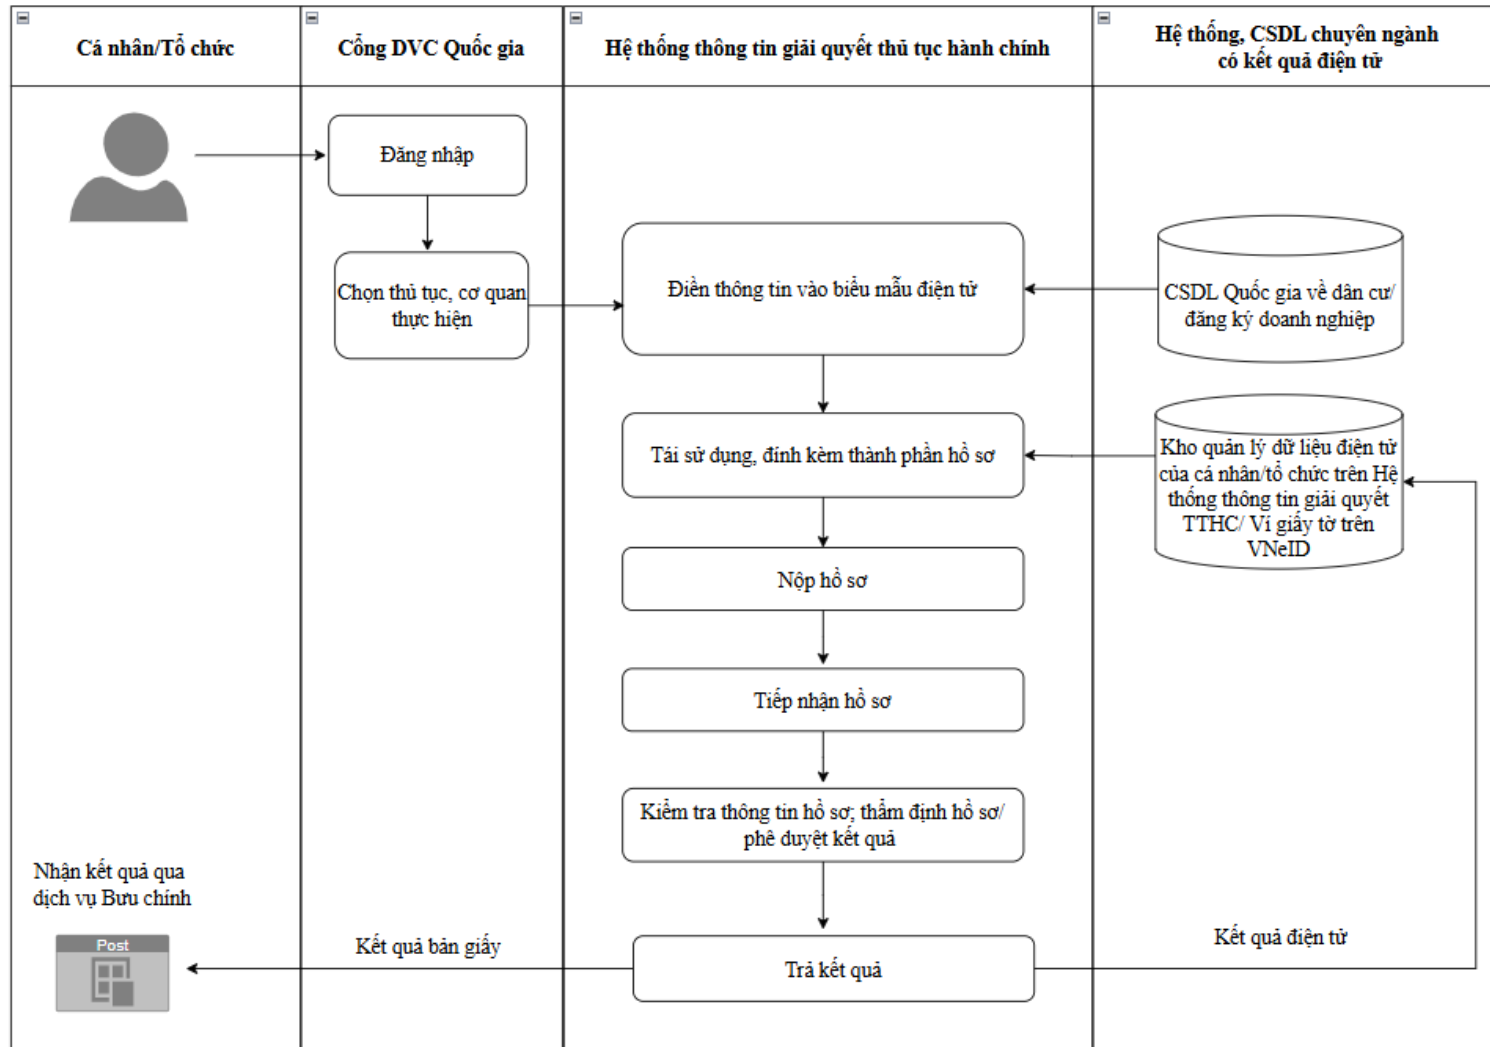 Cá nhân/Tổ chức
Cổng DVC Quốc gia
Hệ thống thông tin giải quyết thủ tục hành chính
Hệ thống, CSDL chuyên ngành
có kết quả điện tử
Đăng nhập
Chọn thủ tục, cơ quan
thực hiện
Điền thông tin vào biểu mẫu điện tử
CSDL Quốc gia về dân cư/
đăng ký doanh nghiệp
Tái sử dụng, đính kèm thành phần hồ sơ
Kho quản lý dữ liệu điện tử
của cá nhân/tổ chức trên Hệ
thống thông tin giải quyết
TTHC/ Ví giấy tờ trên
VNeID
Nộp hồ sơ
Tiếp nhận hồ sơ
Kiểm tra thông tin hồ sơ; thẩm định hồ sơ/
phê duyệt kết quả
Nhận kết quả qua
dịch vụ Bưu chính
Post
Kết quả bản giấy
Trả kết quả
Kết quả điện tử